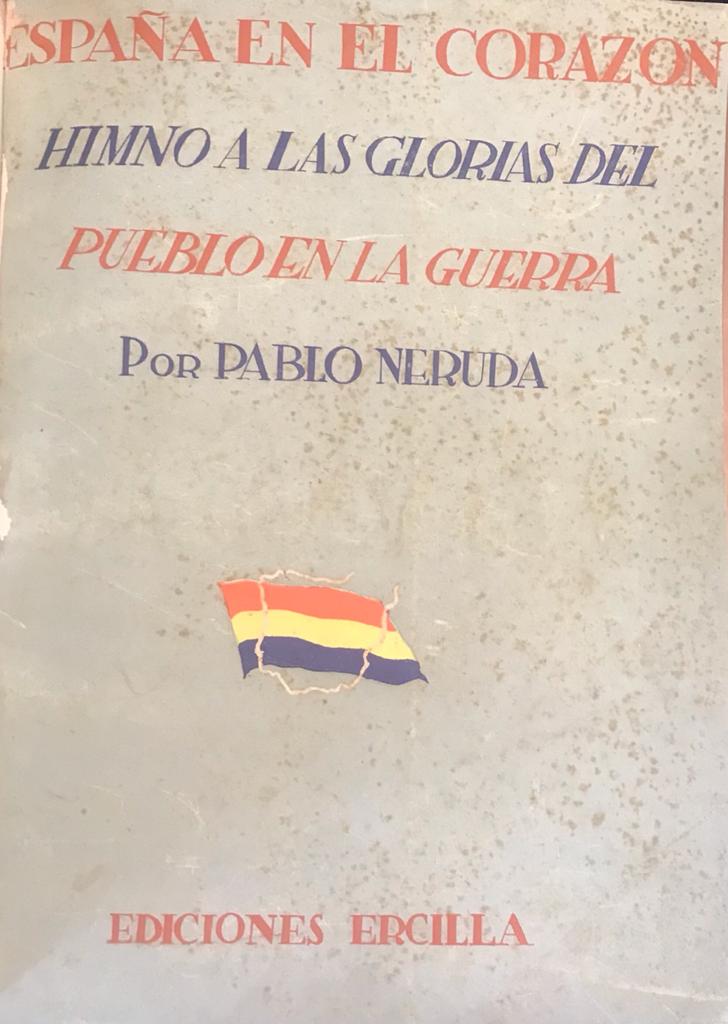 ESPAÑA EN EL CORAZON
HIMNO A LAS GLORIAS DEL
PUEBLO EN LA GUERRA
POR PABLO NERUDA
EDICIONES ERCILLA